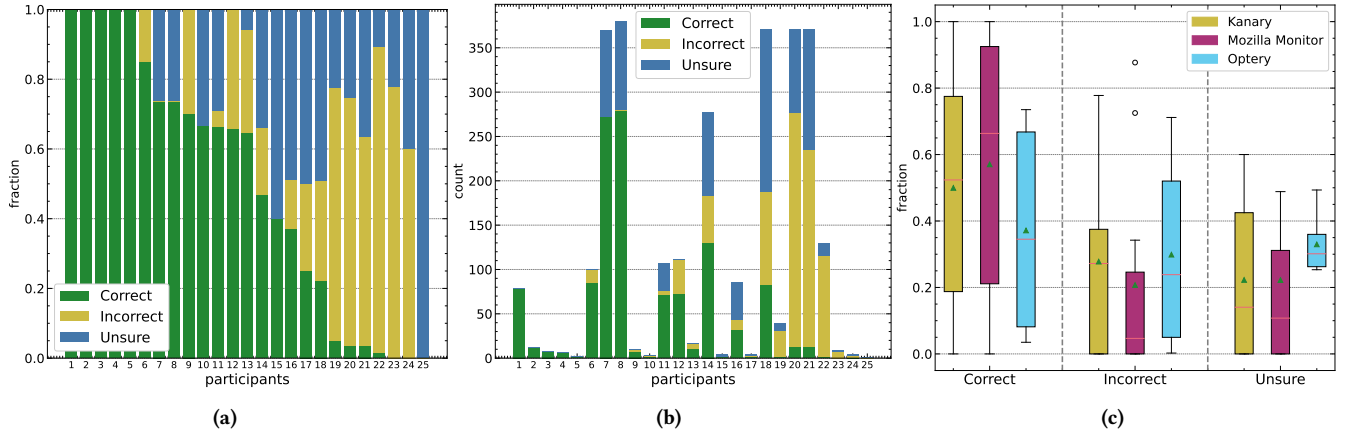 1.0
0.8
0.6
0.4
0.2
0.0
fraction
Correct
Incorrect
Unsure
1 2 3 4 5 6 7 8 9 10 11 12 13 14 15 16 17 18 19 20 21 22 23 24 25
participants
(a)
350
300
250
200
150
100
50
0
count
Correct
Incorrect
Unsure
1 2 3 4 5 6 7 8 9 10 11 12 13 14 15 16 17 18 19 20 21 22 23 24 25
participants
(b)
1.0
0.8
0.6
0.4
0.2
0.0
fraction
Kanary
Mozilla Monitor
Optery
Correct Incorrect Unsure
(c)